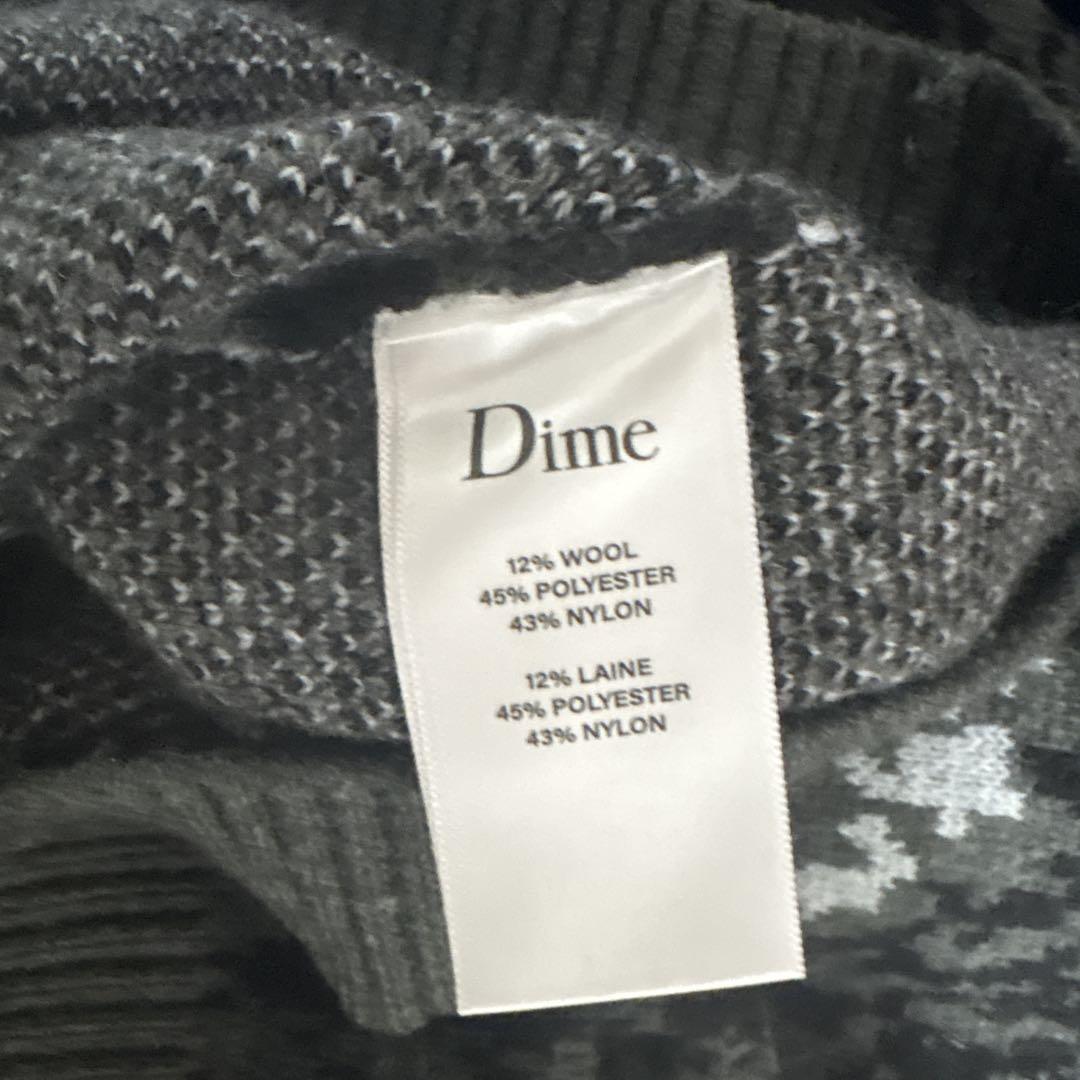 Dime
12% WOOL
45% POLYESTER
43% NYLON
12% LAINE
45% POLYESTER
43% NYLON